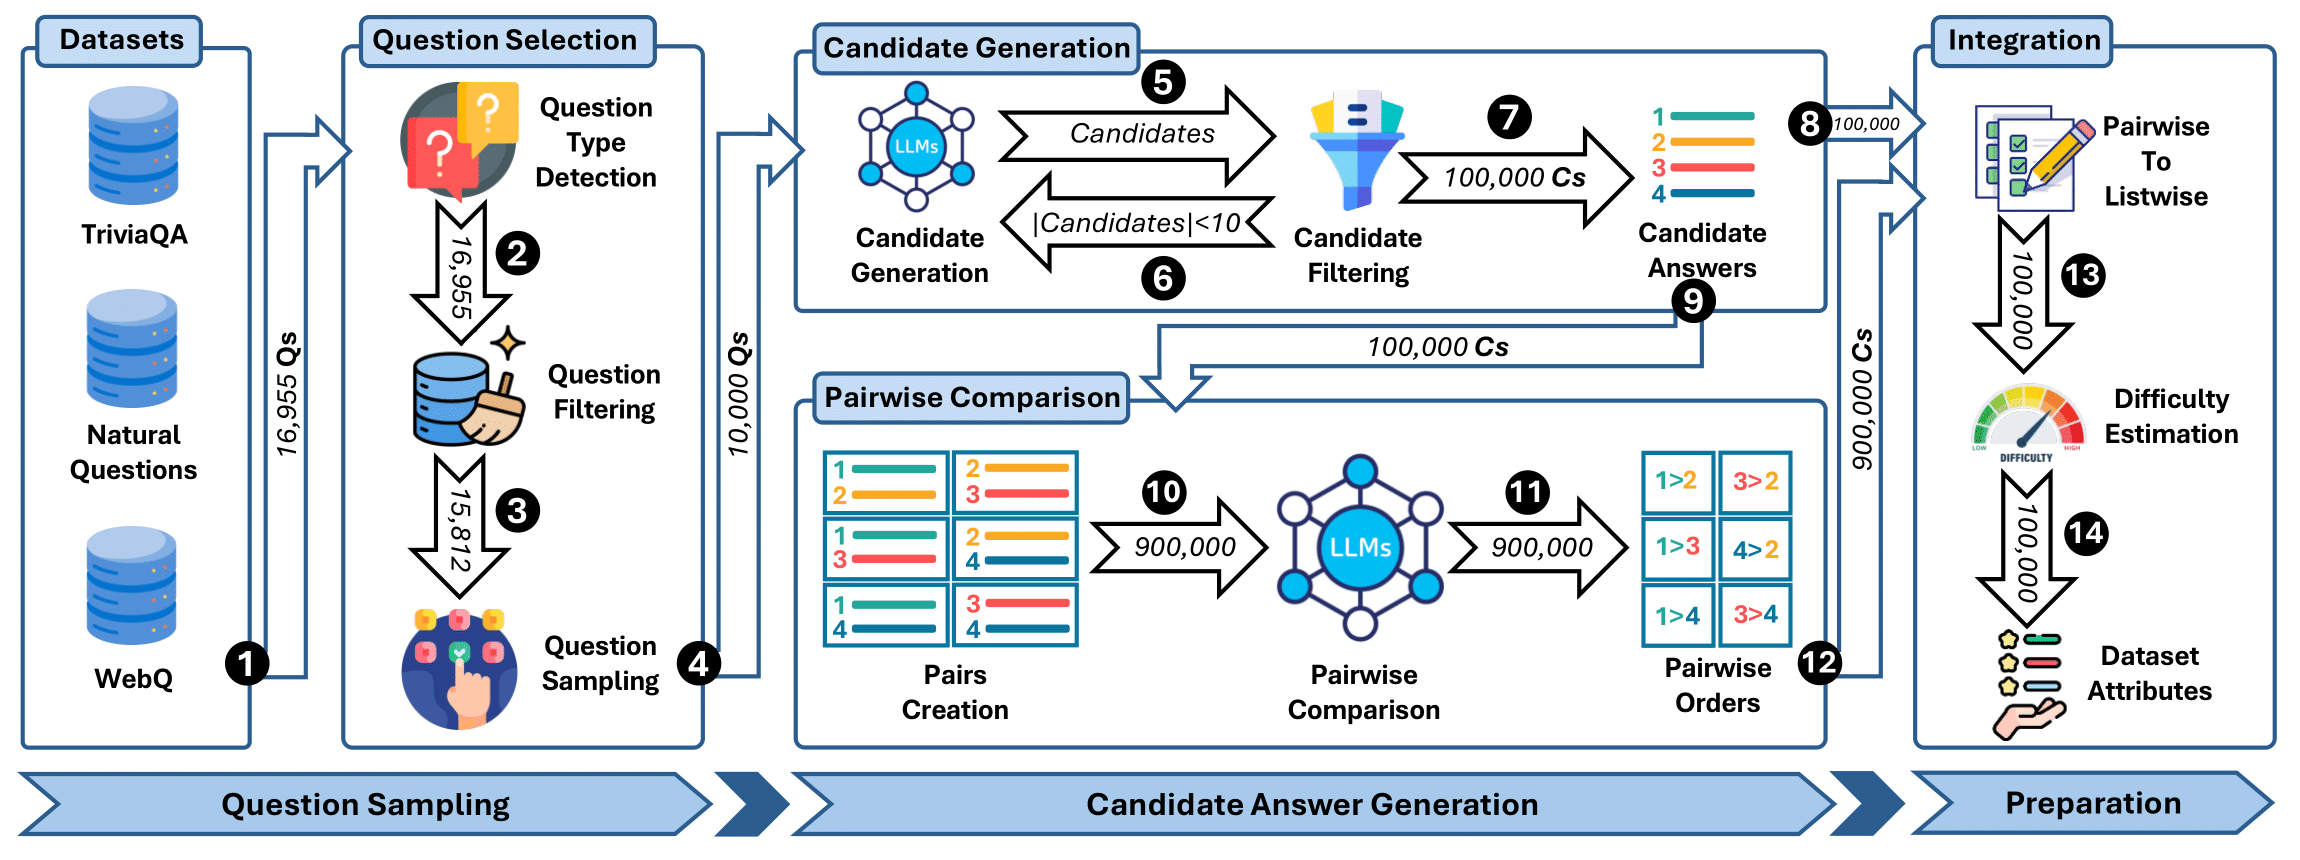 Datasets
TriviaQA
Natural
Questions
WebQ
1
16,955 Qs
Question Selection
?
?
Question
Type
Detection
2
16,955
Question
Filtering
3
15,812
Question
Sampling
4
10,000 Qs
Candidate Generation
LLMs
Candidate
Generation
5
Candidates
|Candidates|<10
6
Candidate
Filtering
7
100,000 Cs
1
2
3
4
Candidate
Answers
8
100,000
9
100,000 Cs
Pairwise Comparison
1
2
2
3
1
3
2
4
1
4
3
4
Pairs
Creation
10
900,000
LLMs
Pairwise
Comparison
11
900,000
1>2
3>2
1>3
4>2
1>4
3>4
Pairwise
Orders
12
900,000 Cs
Integration
Pairwise
To
Listwise
13
100,000
LOW
HIGH
DIFFICULTY
Difficulty
Estimation
14
100,000
Dataset
Attributes
Question Sampling
Candidate Answer Generation
Preparation